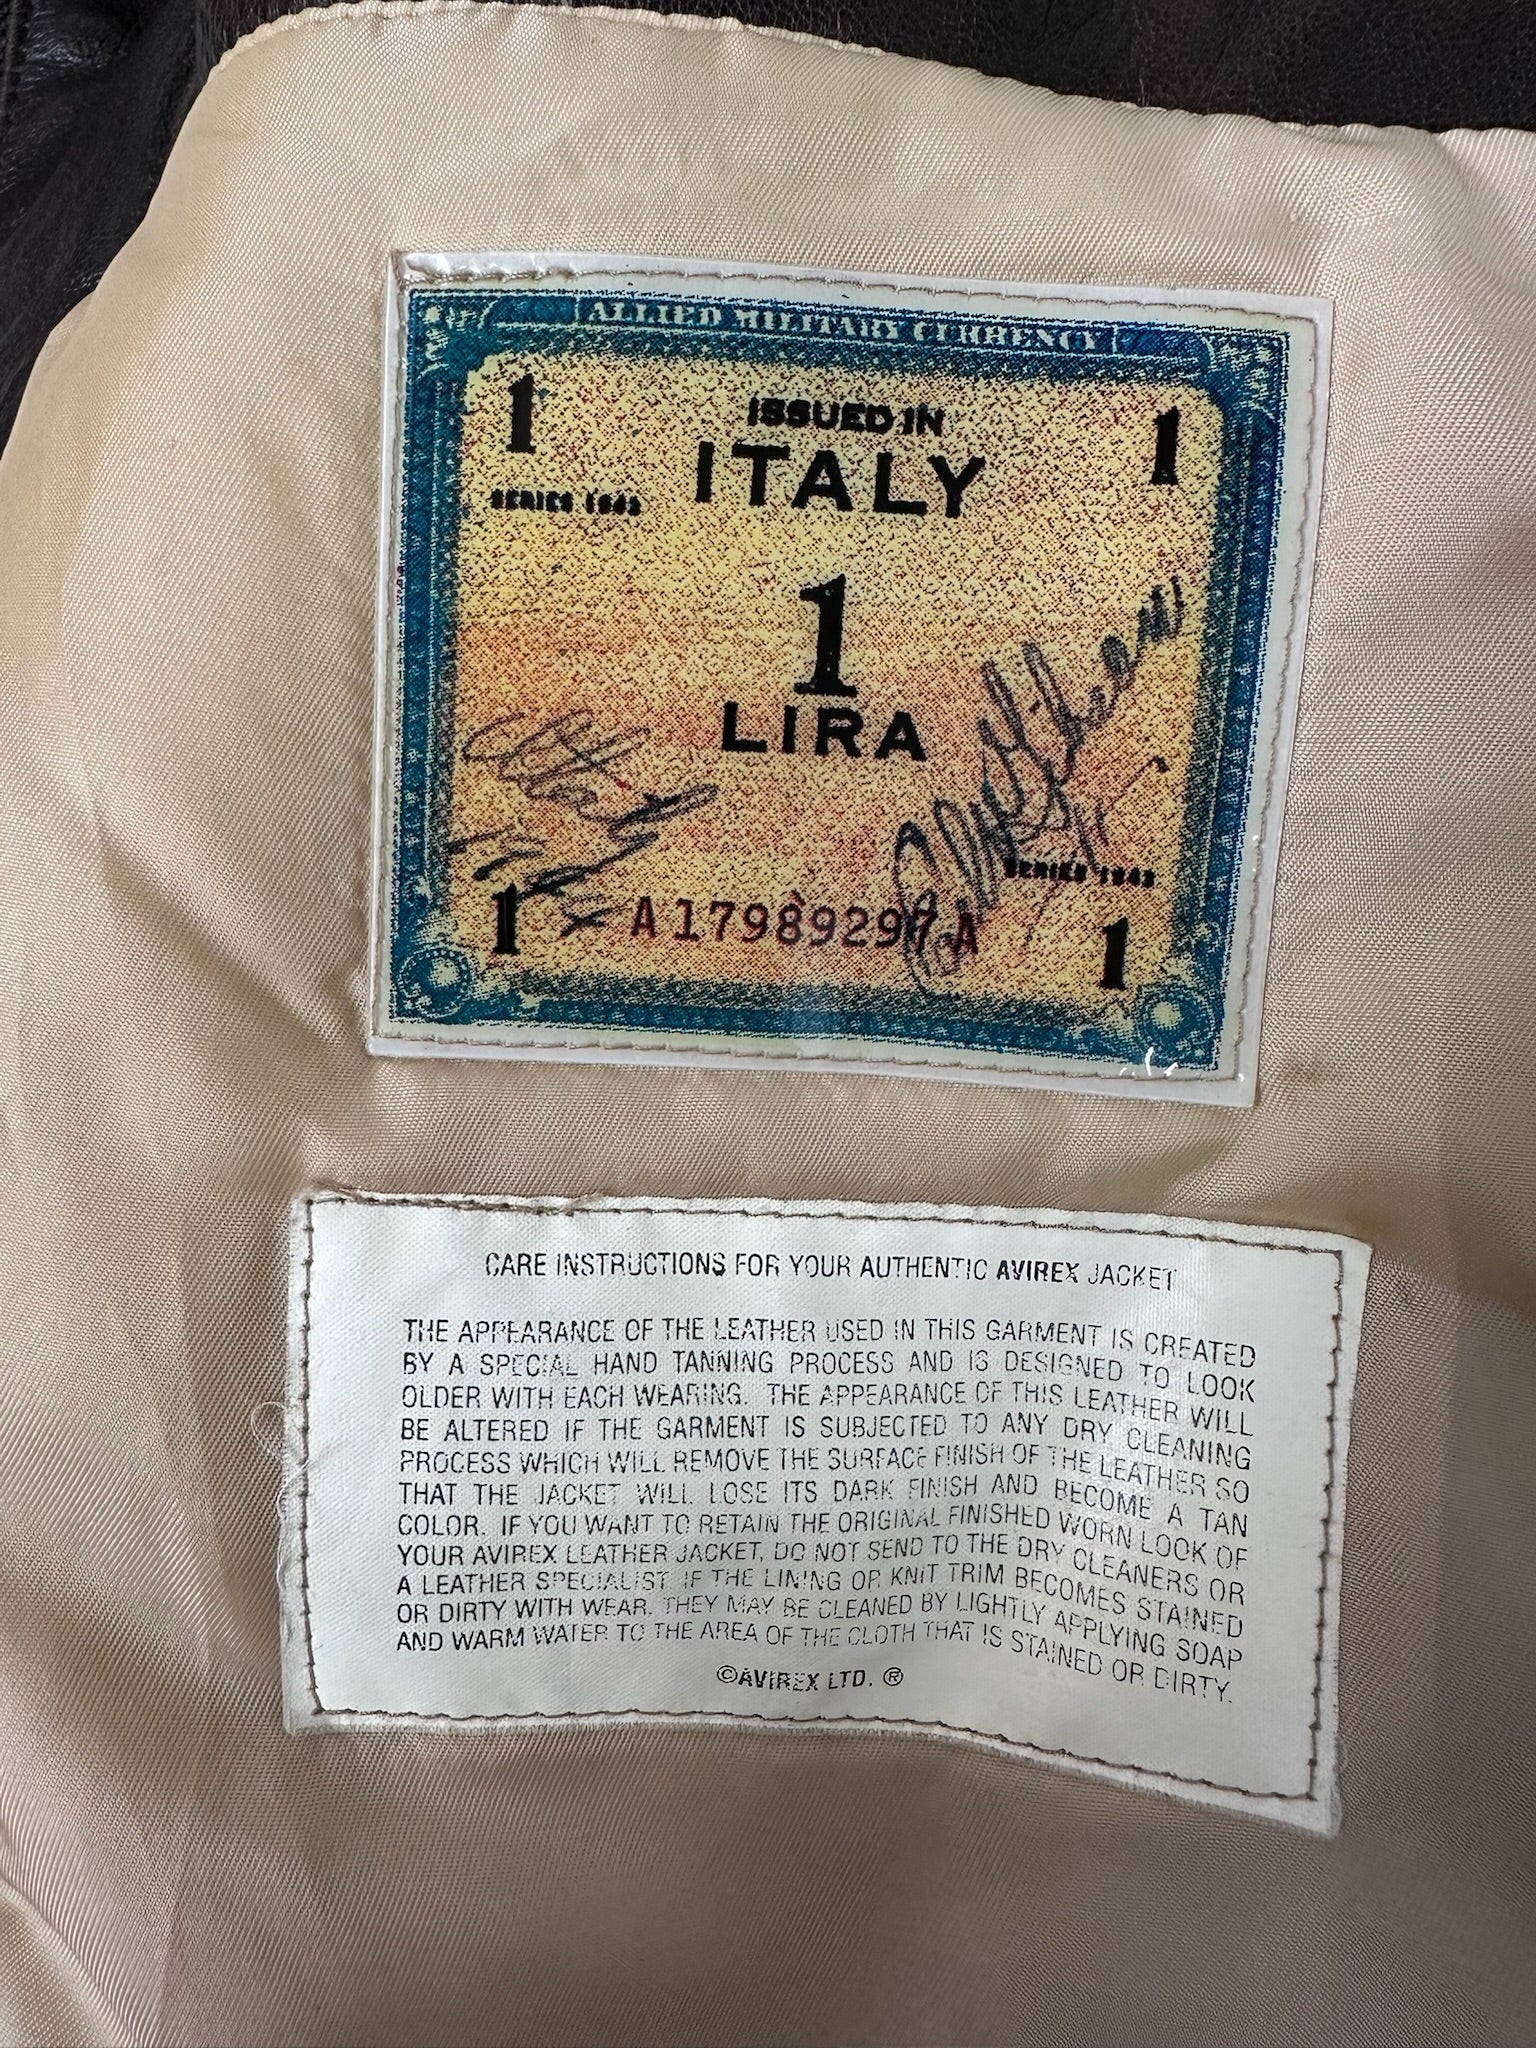 ALLIED MILITARY CURRENCY
1 ISSUED IN 1
ITALY
SERIES 1943
1
LIRA
SERIES 1943
1 A17989297A 1
CARE INSTRUCTIONS FOR YOUR AUTHENTIC AVIREX JACKET
THE APPEARANCE OF THE LEATHER USED IN THIS GARMENT IS CREATED
BY A SPECIAL HAND TANNING PROCESS AND IS DESIGNED TO LOOK
OLDER WITH EACH WEARING. THE APPEARANCE OF THIS LEATHER WILL
BE ALTERED IF THE GARMENT IS SUBJECTED TO ANY DRY CLEANING
PROCESS WHICH WILL REMOVE THE SURFACE FINISH OF THE LEATHER SO
THAT THE JACKET WILL LOSE ITS DARK FINISH AND BECOME A TAN
COLOR. IF YOU WANT TO RETAIN THE ORIGINAL FINISHED WORN LOOK OF
YOUR AVIREX LEATHER JACKET, DO NOT SEND TO THE DRY CLEANERS OR
A LEATHER SPECIALIST. IF THE LINING OR KNIT TRIM BECOMES STAINED
OR DIRTY WITH WEAR, THEY MAY BE CLEANED BY LIGHTLY APPLYING SOAP
AND WARM WATER TO THE AREA OF THE CLOTH THAT IS STAINED OR DIRTY.
©AVIREX LTD. ®